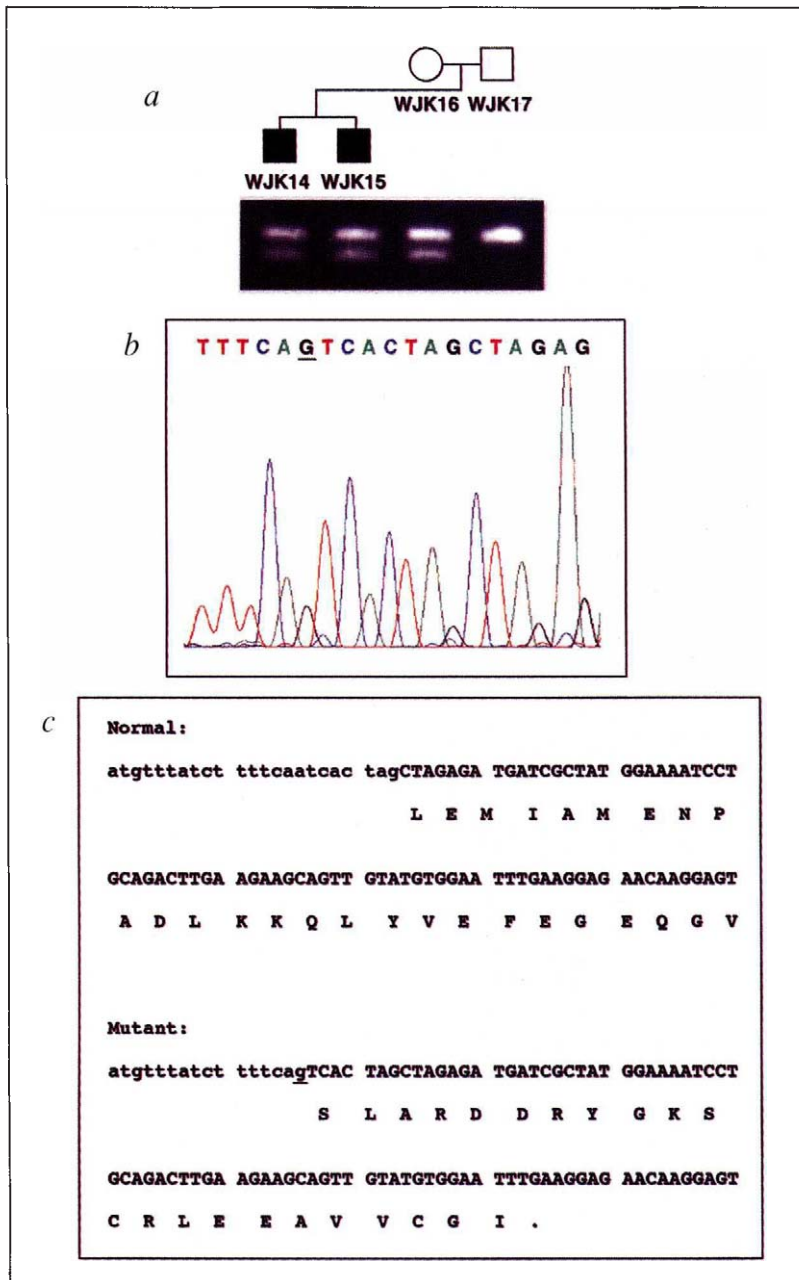 a
WJK16 WJK17
WJK14 WJK15
b
TTTCAGTCACTAGCTAGAG
c
Normal:
atgtttatct tttcaatcac tagCTAGAGA TGATCGCTAT GGAAAATCCT
L E M I A M E N P
GCAGACTTGA AGAAGCAGTT GTATGTGGAA TTTGAAGGAG AACAAGGAGT
A D L K K Q L Y V E F E G E Q G V
Mutant:
atgtttatct tttcagTCAC TAGCTAGAGA TGATCGCTAT GGAAAATCCT
S L A R D D R Y G K S
GCAGACTTGA AGAAGCAGTT GTATGTGGAA TTTGAAGGAG AACAAGGAGT
C R L E E A V V C G I .